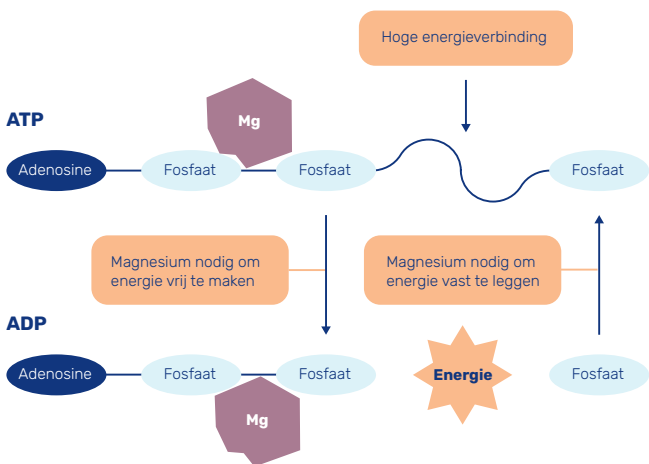 Hoge energieverbinding
ATP
Mg
Adenosine
Fosfaat
Fosfaat
Fosfaat
Magnesium nodig om
energie vrij te maken
Magnesium nodig om
energie vast te leggen
ADP
Adenosine
Fosfaat
Fosfaat
Energie
Fosfaat
Mg